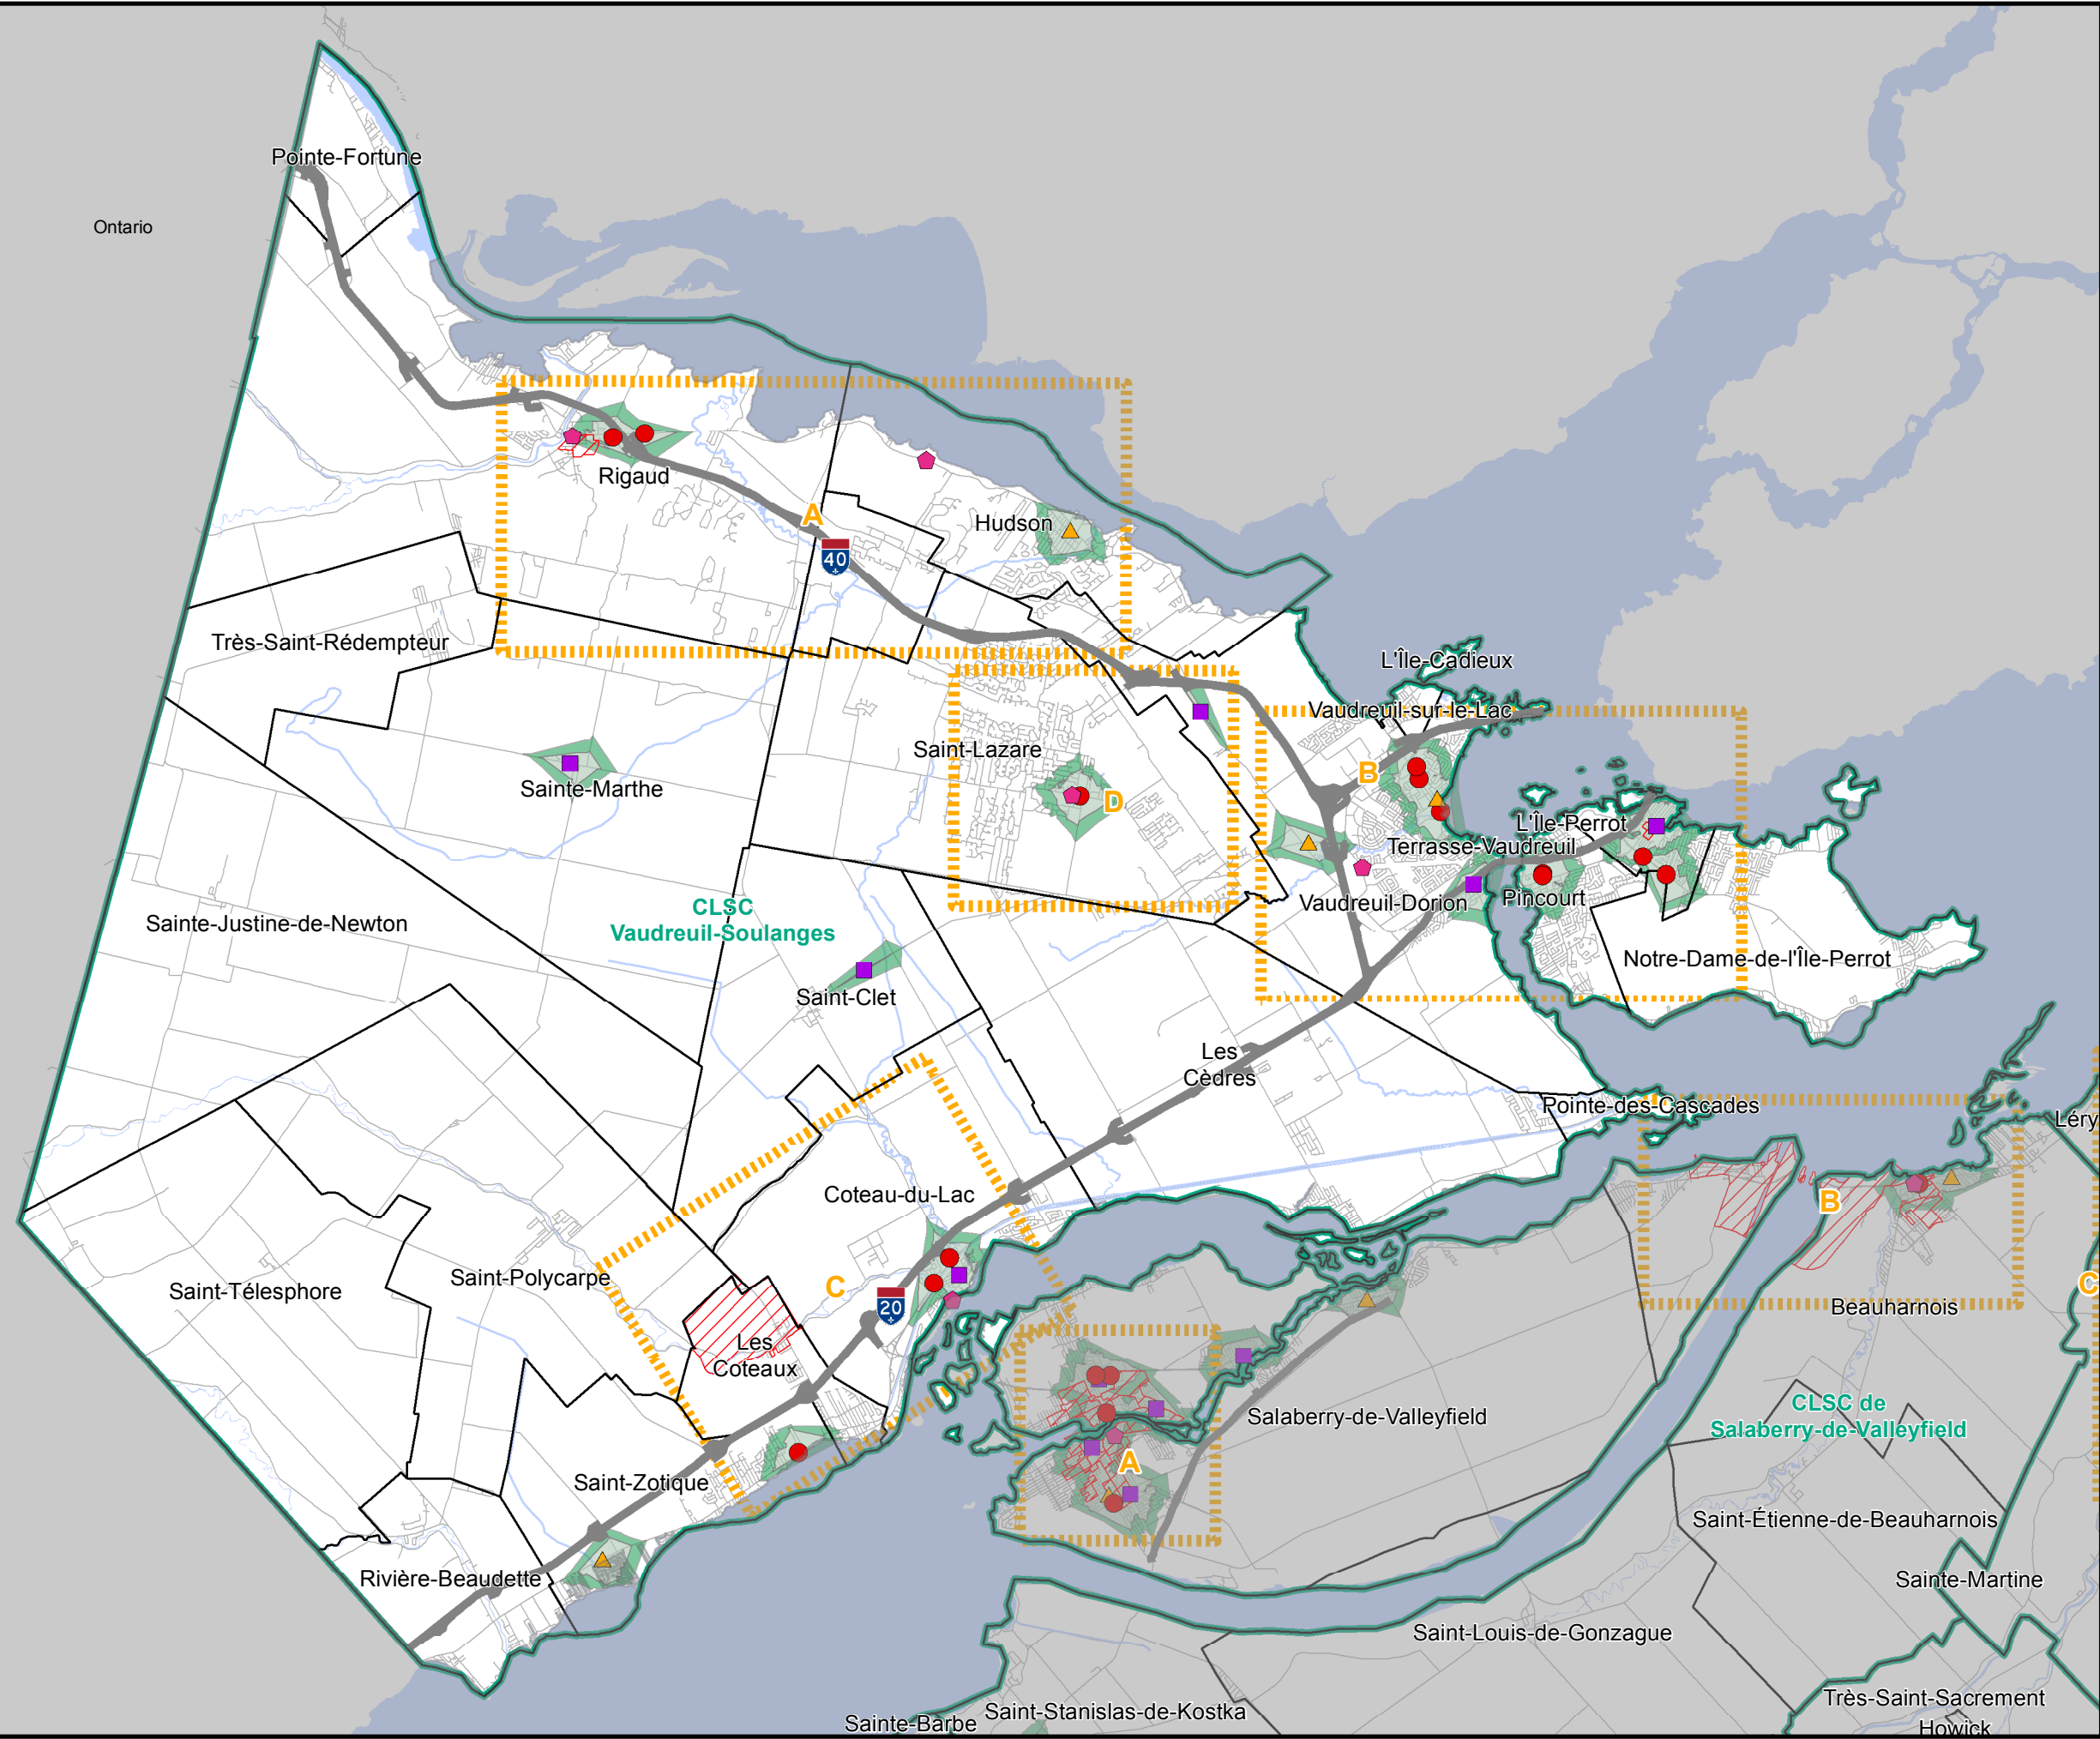 Pointe-Fortune
Ontario
Rigaud
A
40
Hudson
Très-Saint-Rédempteur
L'Île-Cadieux
Vaudreuil-sur-le-Lac
Saint-Lazare
B
Sainte-Marthe
D
L'Île-Perrot
Terrasse-Vaudreuil
Pincourt
Vaudreuil-Dorion
CLSC
Vaudreuil-Soulanges
Sainte-Justine-de-Newton
Notre-Dame-de-l'Île-Perrot
Saint-Clet
Les
Cèdres
Pointe-des-Cascades
Léry
Coteau-du-Lac
B
Saint-Polycarpe
C
C
Saint-Télesphore
20
Beauharnois
Les
Coteaux
CLSC de
Salaberry-de-Valleyfield
Salaberry-de-Valleyfield
A
Saint-Zotique
Saint-Étienne-de-Beauharnois
Rivière-Beaudette
Sainte-Martine
Saint-Louis-de-Gonzague
Très-Saint-Sacrement
Saint-Stanislas-de-Kostka
Sainte-Barbe
Howick